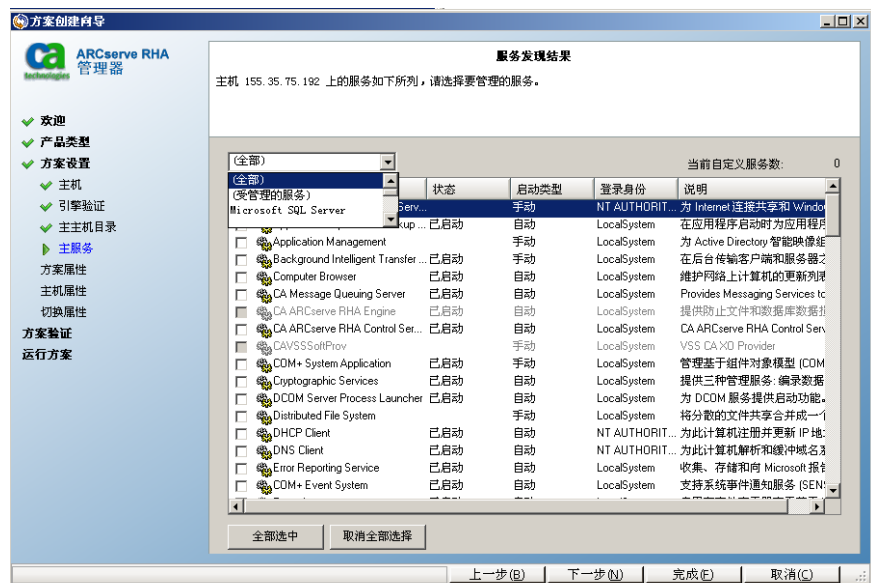 方案创建向导
ca
technologies
ARCserve RHA
管理器
欢迎
产品类型
方案设置
主机
引擎验证
主主机目录
主服务
方案属性
主机属性
切换属性
方案验证
运行方案
服务发现结果
主机 155.35.75.192 上的服务如下所列，请选择要管理的服务。
(全部)
当前自定义服务数: 0
(全部)
(受管理的服务)
Microsoft SQL Server
状态 启动类型 登录身份 说明
Serv... 手动 NT AUTHORIT... 为 Internet 连接共享和 Window
kup ... 已启动 自动 LocalSystem 在应用程序启动时为应用程序
Application Management 手动 LocalSystem 为 Active Directory 智能映像组
Background Intelligent Transfer ... 已启动 手动 LocalSystem 在后台传输客户端和服务器之
Computer Browser 已启动 自动 LocalSystem 维护网络上计算机的更新列表
CA Message Queuing Server 已启动 自动 LocalSystem Provides Messaging Services to
CA ARCserve RHA Engine 已启动 自动 LocalSystem 提供防止文件和数据库数据损
CA ARCserve RHA Control Ser... 已启动 自动 LocalSystem CA ARCserve RHA Control Serv
CAVSSSoftProv 手动 LocalSystem VSS CA XO Provider
COM+ System Application 已启动 手动 LocalSystem 管理基于组件对象模型 (COM
Cryptographic Services 已启动 自动 LocalSystem 提供三种管理服务: 编录数据
DCOM Server Process Launcher 已启动 自动 LocalSystem 为 DCOM 服务提供启动功能。
Distributed File System 手动 LocalSystem 将分散的文件共享合并成一个
DHCP Client 已启动 自动 NT AUTHORIT... 为此计算机注册并更新 IP 地
DNS Client 已启动 自动 NT AUTHORIT... 为此计算机解析和缓冲域名系
Error Reporting Service 已启动 自动 LocalSystem 收集、存储和向 Microsoft 报告
COM+ Event System 已启动 自动 LocalSystem 支持系统事件通知服务 (SENS
全部选中 取消全部选择
上一步(B) 下一步(N) 完成(F) 取消(C)